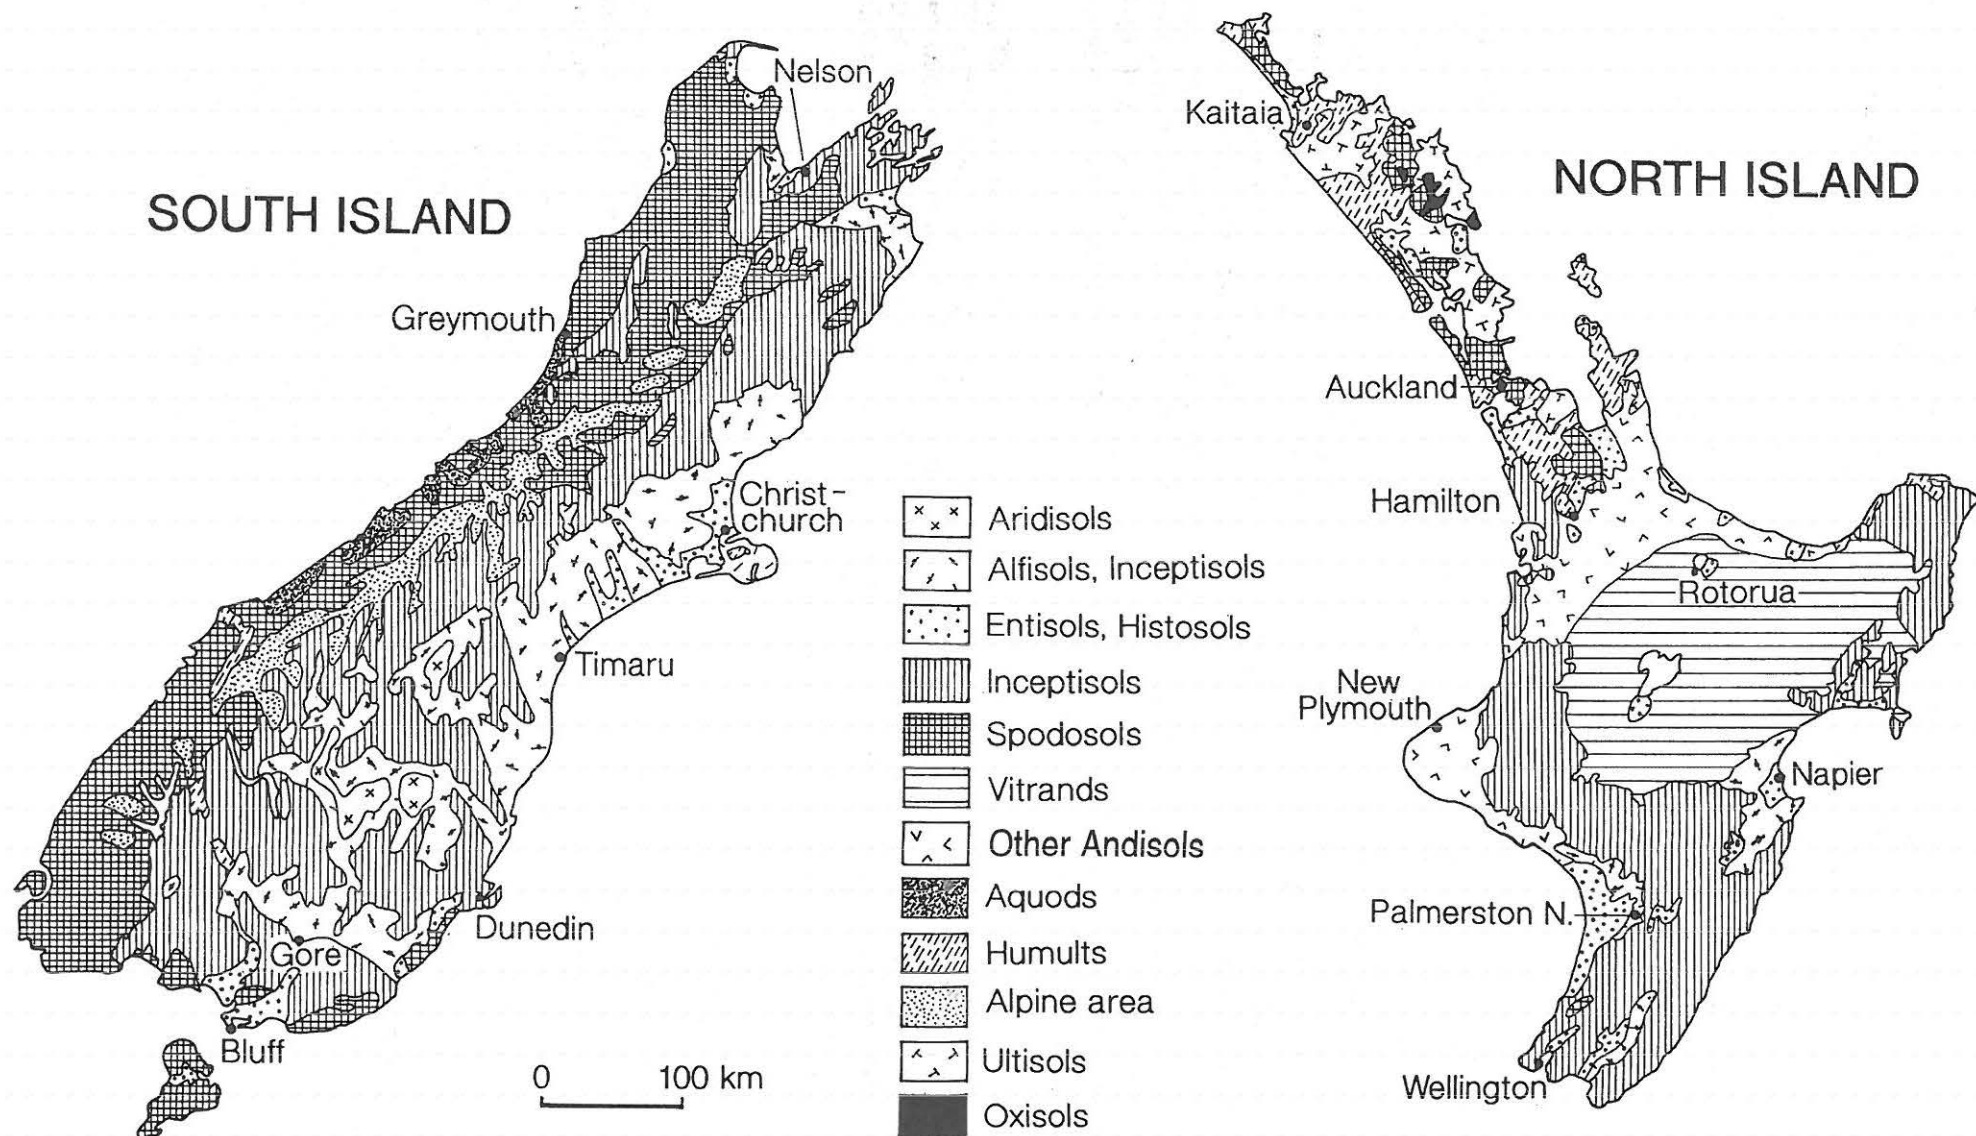 SOUTH ISLAND
Nelson
Greymouth
Christ-
church
Timaru
Dunedin
Gore
Bluff
0 100 km
Aridisols
Alfisols, Inceptisols
Entisols, Histosols
Inceptisols
Spodosols
Vitrands
Other Andisols
Aquods
Humults
Alpine area
Ultisols
Oxisols
NORTH ISLAND
Kaitaia
Auckland
Hamilton
Rotorua
New
Plymouth
Napier
Palmerston N.
Wellington